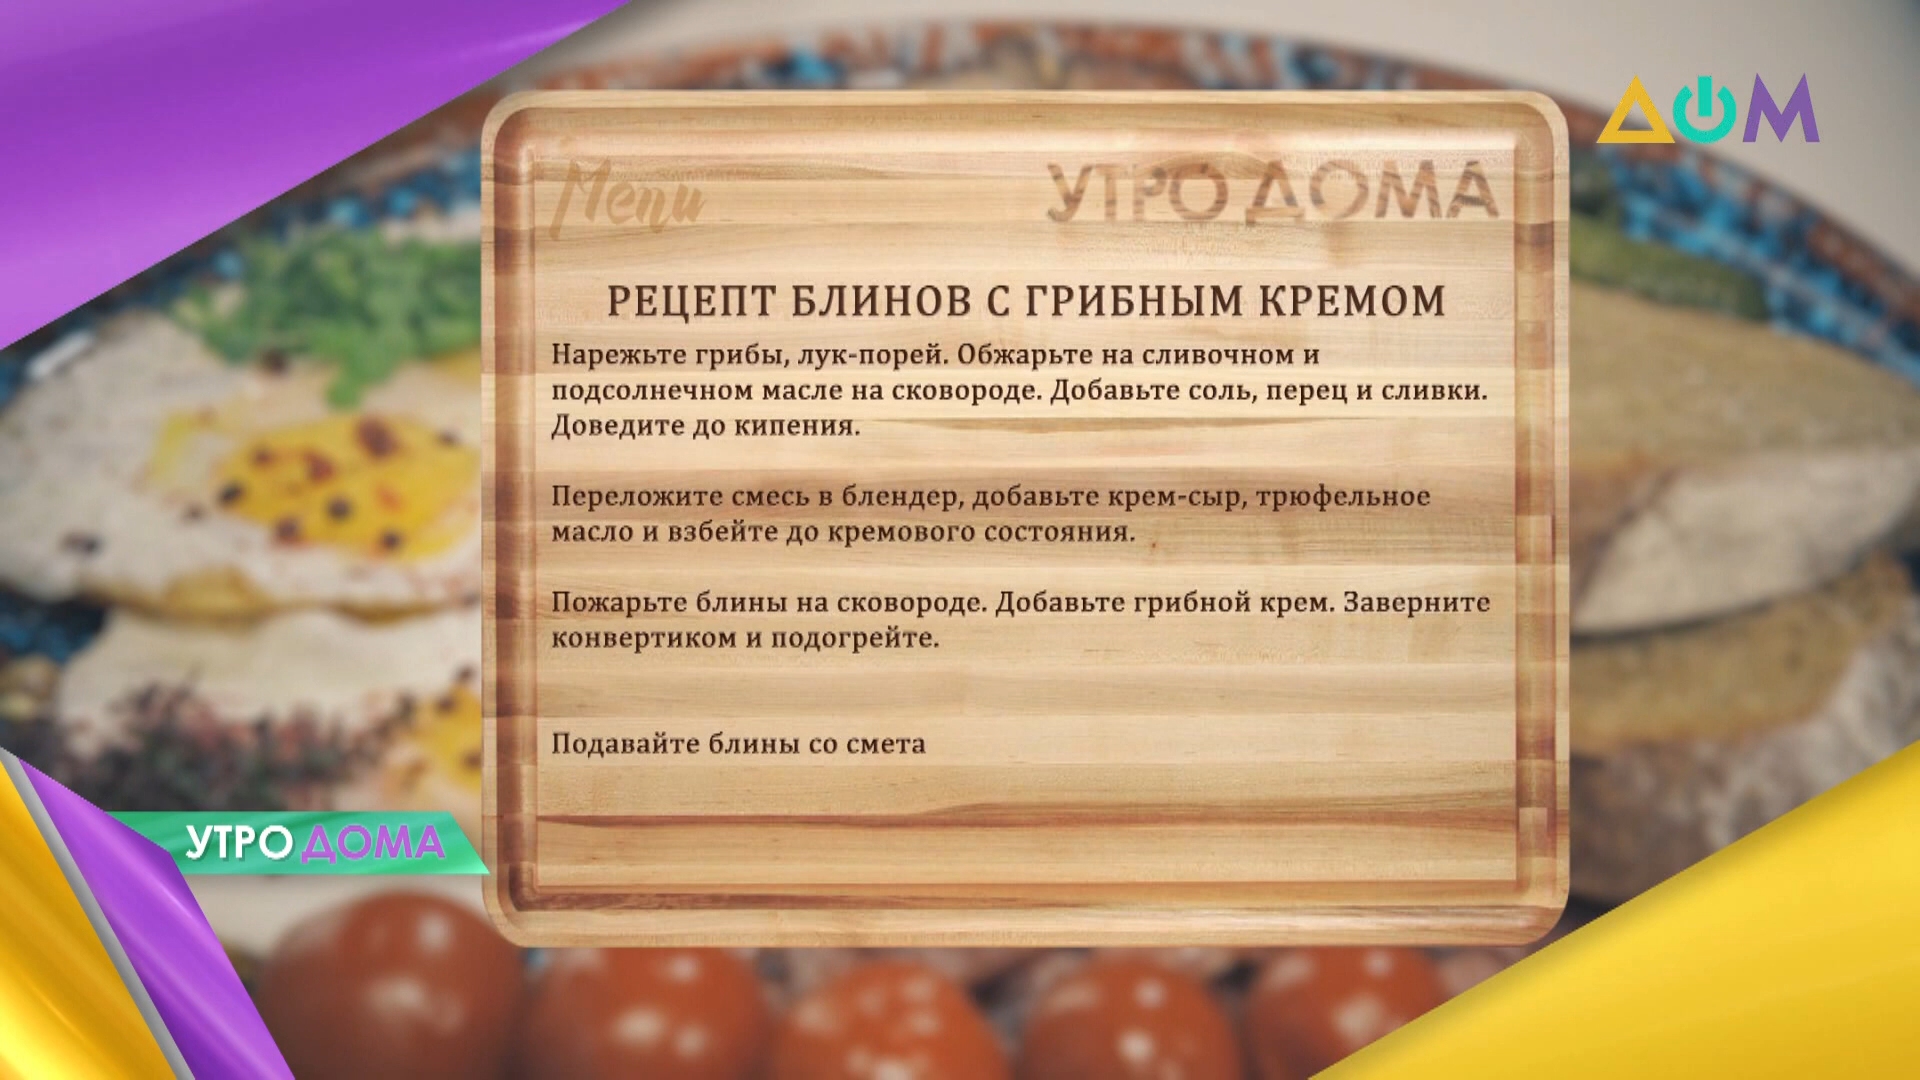 ДОМ
Menu
УТРО ДОМА
РЕЦЕПТ БЛИНОВ С ГРИБНЫМ КРЕМОМ
Нарежьте грибы, лук-порей. Обжарьте на сливочном и
подсолнечном масле на сковороде. Добавьте соль, перец и сливки.
Доведите до кипения.
Переложите смесь в блендер, добавьте крем-сыр, трюфельное
масло и взбейте до кремового состояния.
Пожарьте блины на сковороде. Добавьте грибной крем. Заверните
конвертиком и подогрейте.
Подавайте блины со смета
УТРО ДОМА